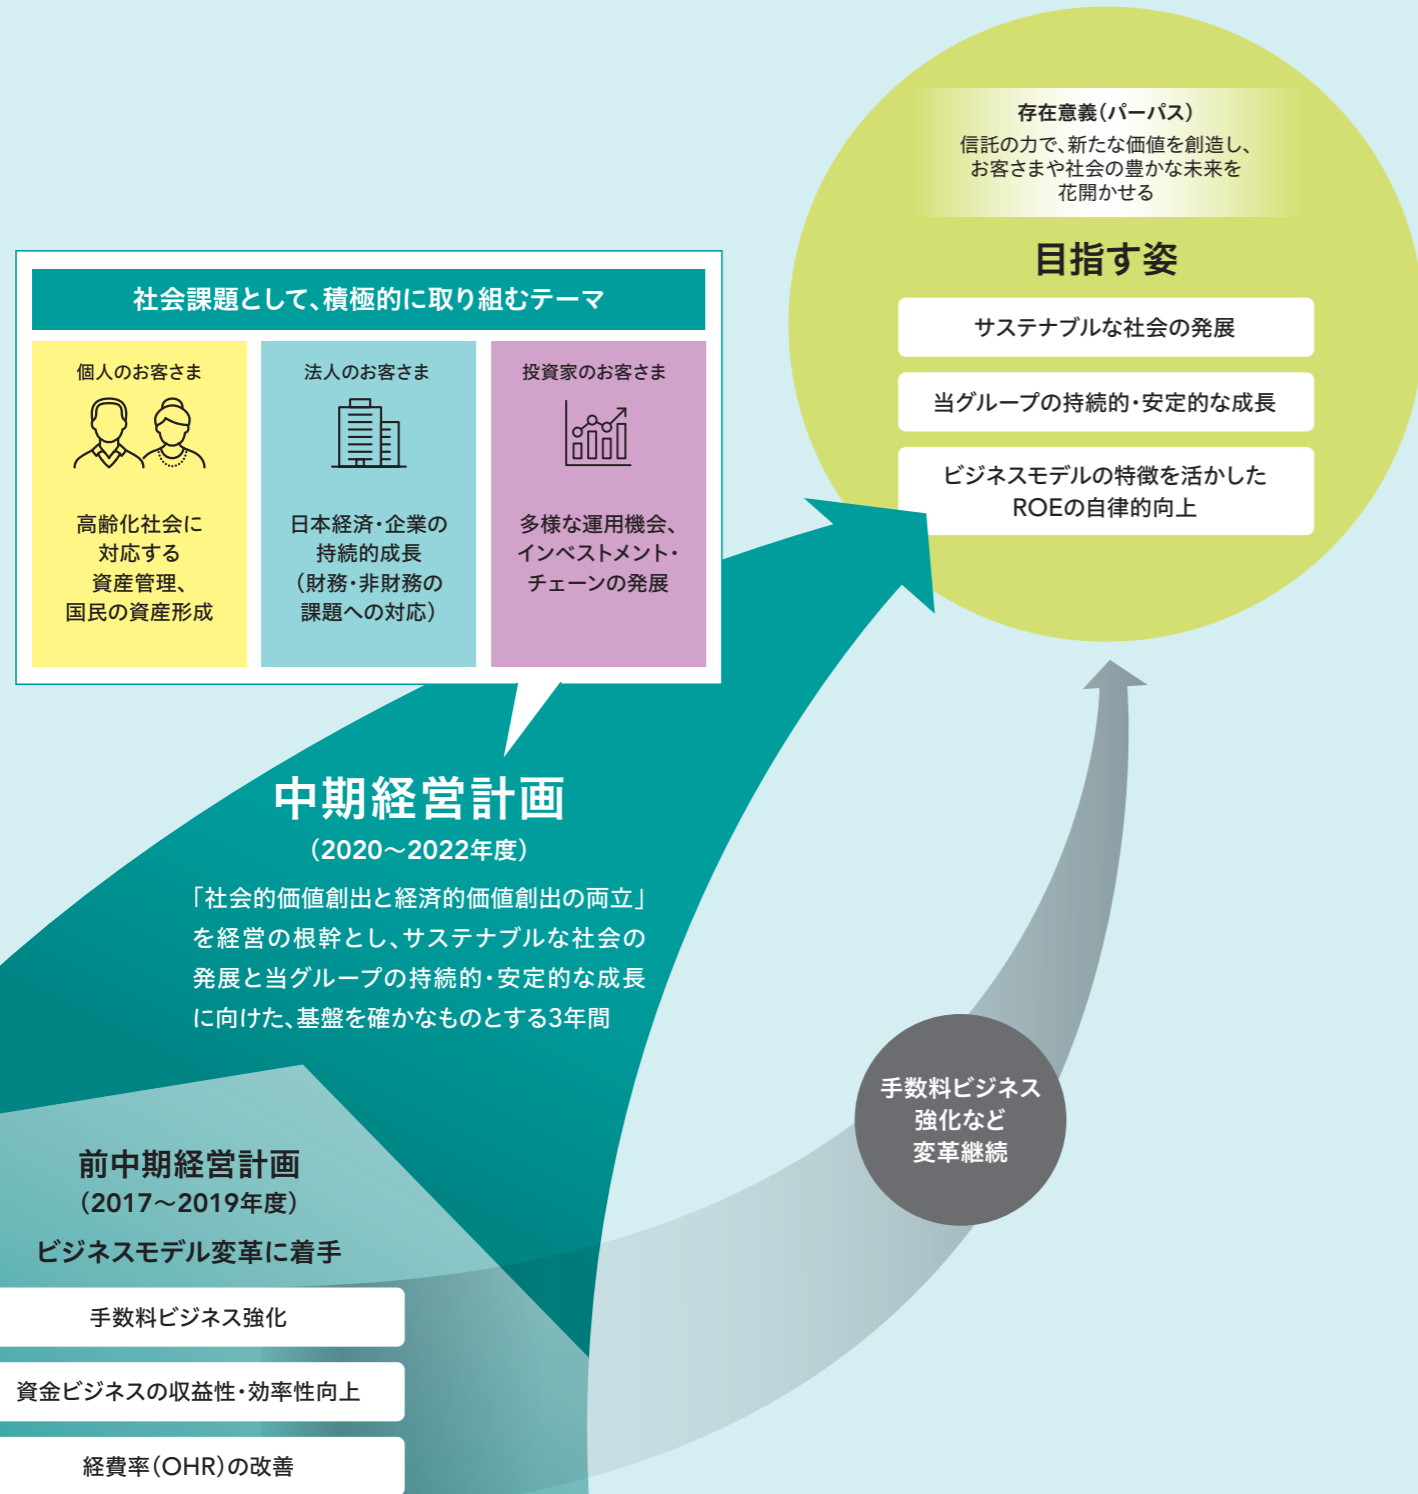 存在意義（パーパス）
信託の力で、新たな価値を創造し、
お客さまや社会の豊かな未来を
花開かせる
目指す姿
サステナブルな社会の発展
当グループの持続的・安定的な成長
ビジネスモデルの特徴を活かした
ROEの自律的向上
社会課題として、積極的に取り組むテーマ
個人のお客さま
高齢化社会に
対応する
資産管理、
国民の資産形成
法人のお客さま
日本経済・企業の
持続的成長
（財務・非財務の
課題への対応）
投資家のお客さま
多様な運用機会、
インベストメント・
チェーンの発展
中期経営計画
（2020〜2022年度）
「社会的価値創出と経済的価値創出の両立」
を経営の根幹とし、サステナブルな社会の
発展と当グループの持続的・安定的な成長
に向けた、基盤を確かなものとする3年間
手数料ビジネス
強化など
変革継続
前中期経営計画
（2017〜2019年度）
ビジネスモデル変革に着手
手数料ビジネス強化
資金ビジネスの収益性・効率性向上
経費率（OHR）の改善